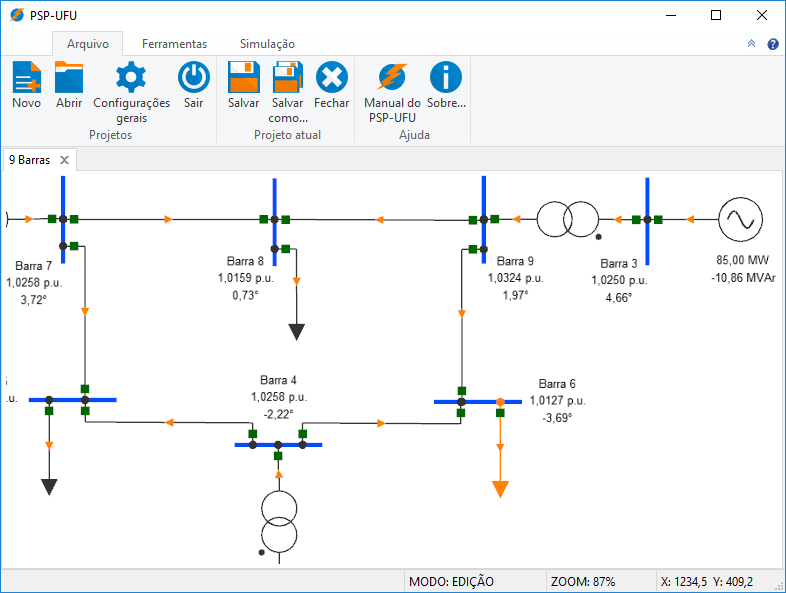 PSP-UFU
Arquivo
Ferramentas
Simulação
Novo
Abrir
Configurações
gerais
Sair
Projetos
Salvar
Salvar
como...
Fechar
Projeto atual
Manual do
PSP-UFU
Sobre...
Ajuda
9 Barras
Barra 7
1,0258 p.u.
3,72°
Barra 8
1,0159 p.u.
0,73°
Barra 9
1,0324 p.u.
1,97°
Barra 3
1,0250 p.u.
4,66°
85,00 MW
-10,86 MVAr
.u.
Barra 4
1,0258 p.u.
-2,22°
Barra 6
1,0127 p.u.
-3,69°
MODO: EDIÇÃO
ZOOM: 87%
X: 1234,5 Y: 409,2